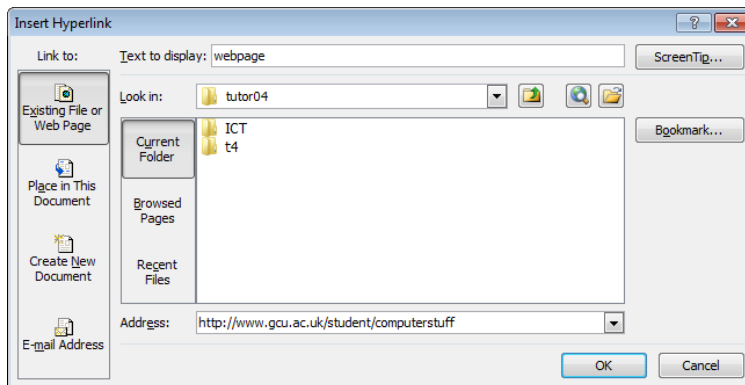 Insert Hyperlink
Link to:
Text to display: webpage
ScreenTip...
Existing File or
Web Page
Look in: tutor04
Bookmark...
Current
Folder
ICT
t4
Place in This
Document
Browsed
Pages
Create New
Document
Recent
Files
E-mail Address
Address: http://www.gcu.ac.uk/student/computerstuff
OK
Cancel